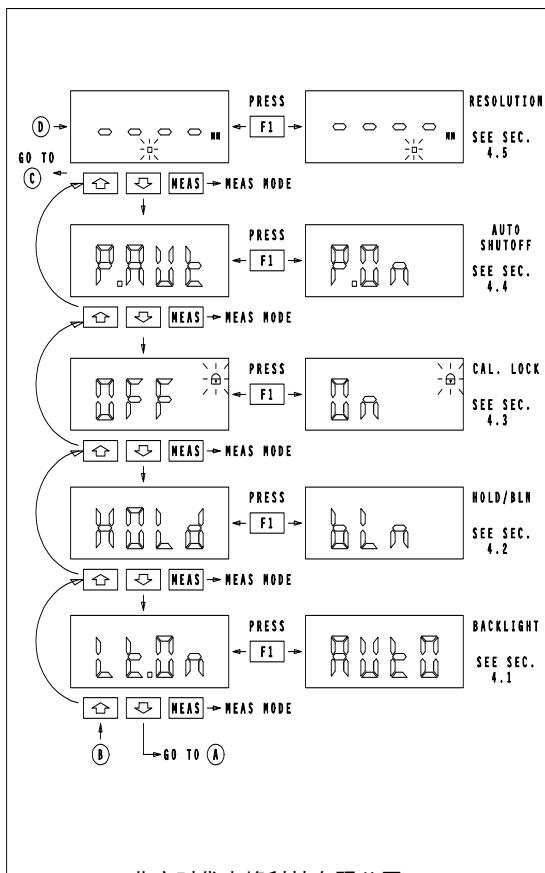 PRESS
RESOLUTION
D
F1
MM
MM
SEE SEC.
4.5
GO TO
C
MEAS
MEAS MODE
PRESS
AUTO
SHUTOFF
P.AUt
F1
P.On
SEE SEC.
4.4
MEAS
MEAS MODE
PRESS
CAL. LOCK
OFF
F1
On
SEE SEC.
4.3
MEAS
MEAS MODE
PRESS
HOLD/BLN
HOLd
F1
bLn
SEE SEC.
4.2
MEAS
MEAS MODE
PRESS
BACKLIGHT
Lt.On
F1
AUtO
SEE SEC.
4.1
MEAS
MEAS MODE
B
GO TO A